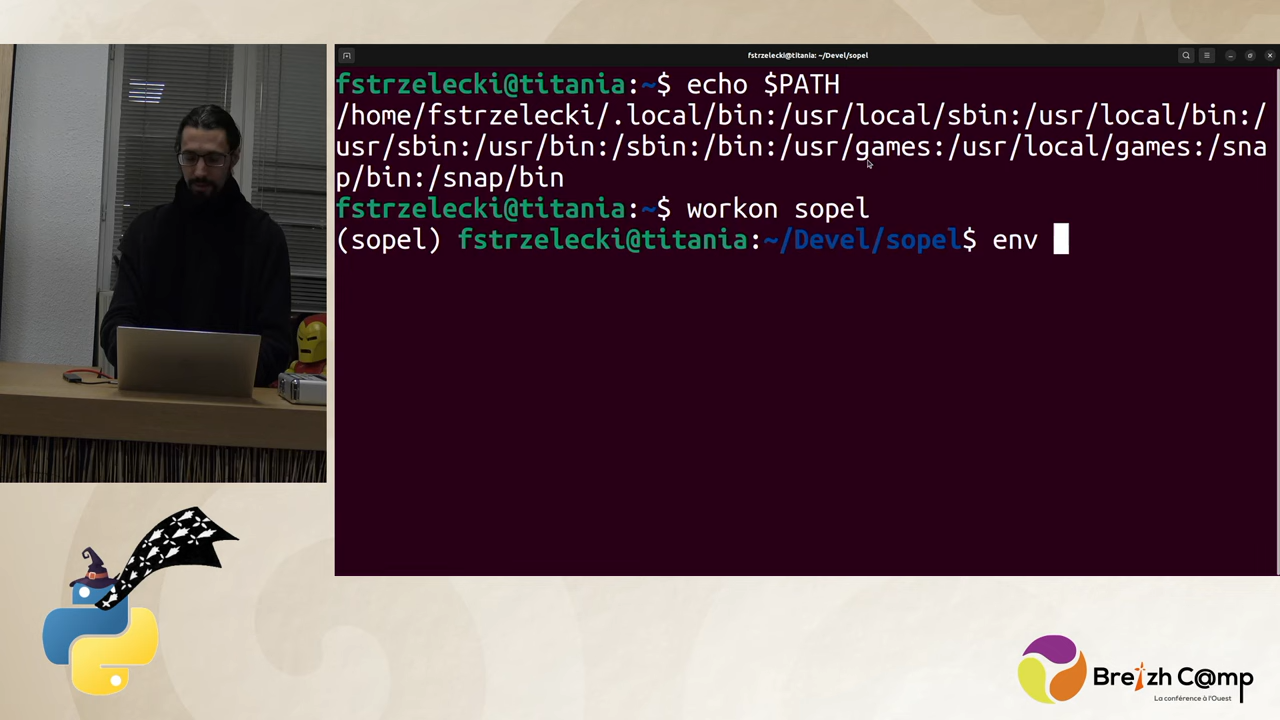 fstrzelecki@titania: ~/Devel/sopel
fstrzelecki@titania:~$ echo $PATH
/home/fstrzelecki/.local/bin:/usr/local/sbin:/usr/local/bin:/
usr/sbin:/usr/bin:/sbin:/bin:/usr/games:/usr/local/games:/sna
p/bin:/snap/bin
fstrzelecki@titania:~$ workon sopel
(sopel) fstrzelecki@titania:~/Devel/sopel$ env
Breizh C@mp
La conférence à l'Ouest